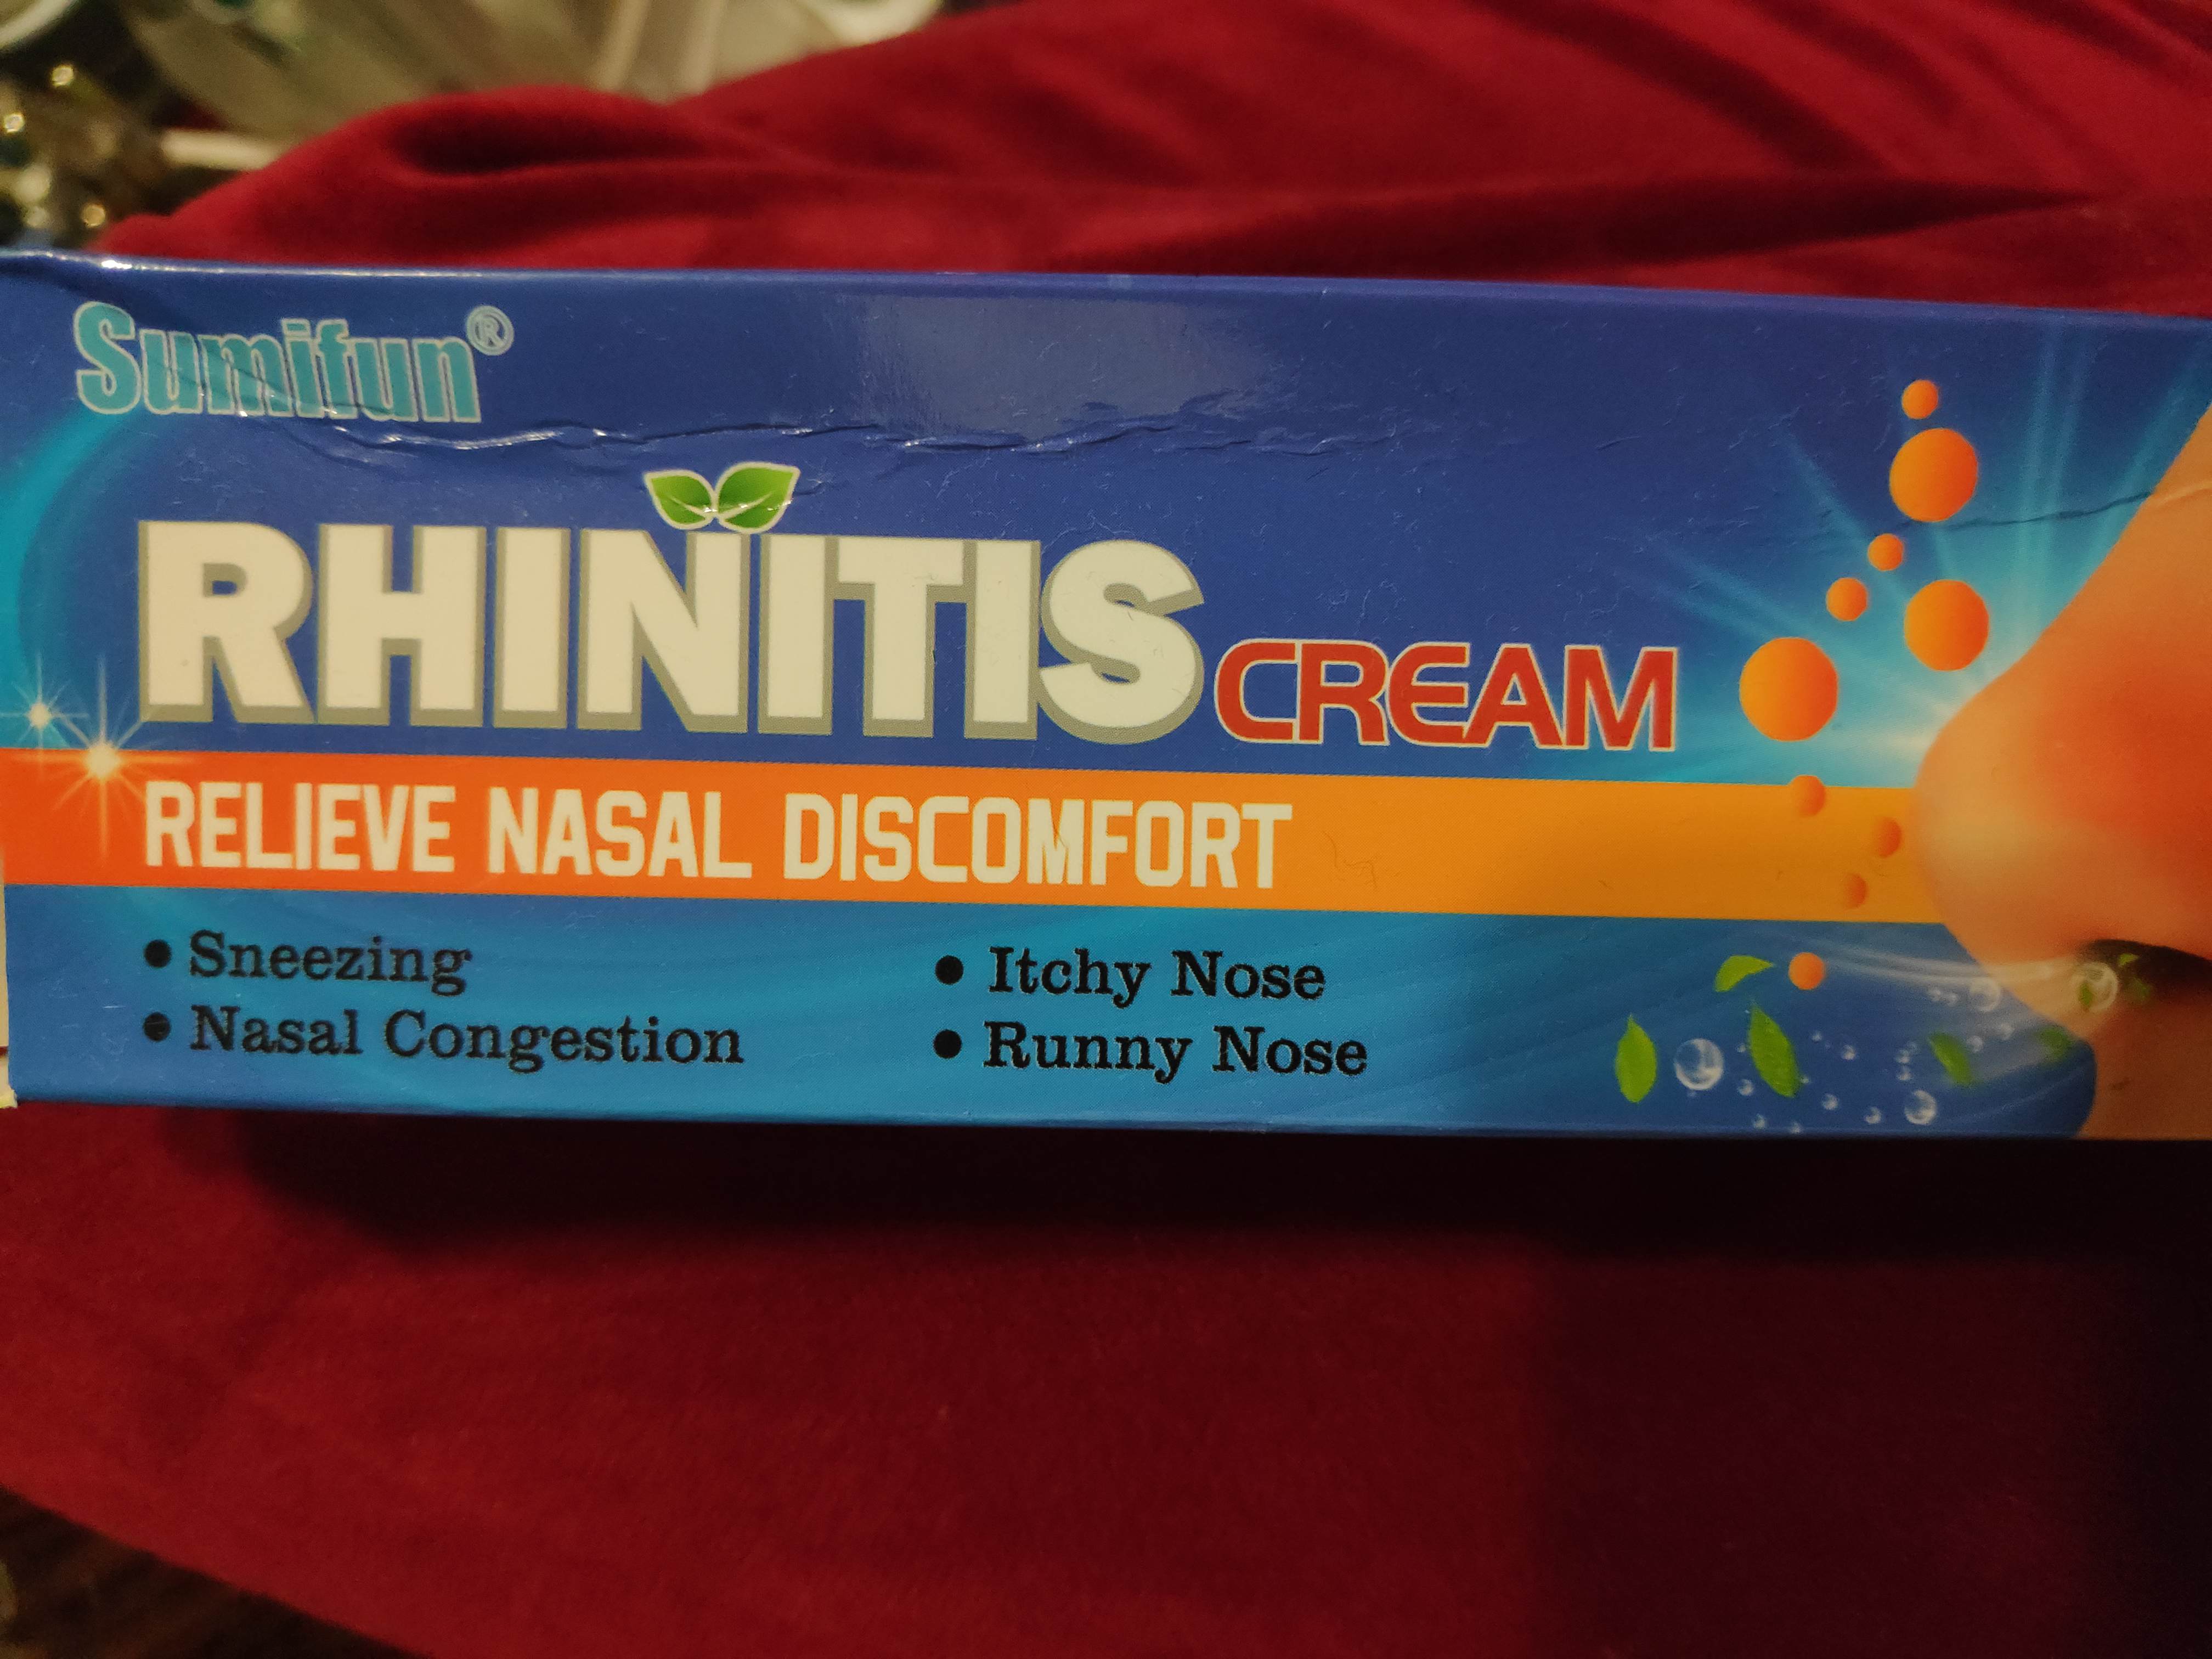 Sumifun®
RHINITIS CREAM
RELIEVE NASAL DISCOMFORT
• Sneezing
• Nasal Congestion
• Itchy Nose
• Runny Nose